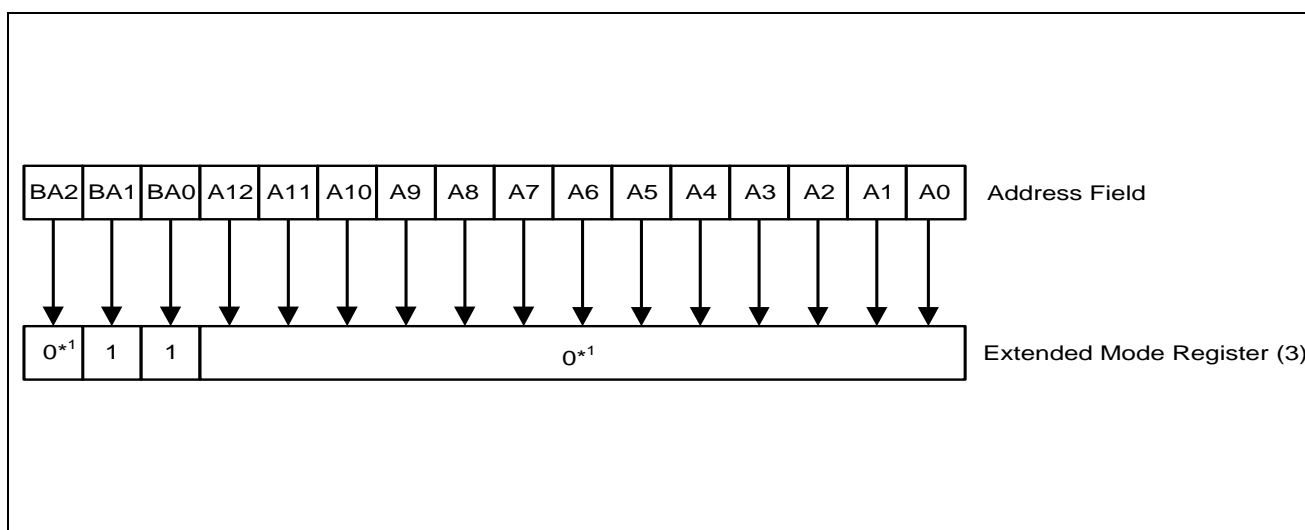 BA2 BA1 BA0 A12 A11 A10 A9 A8 A7 A6 A5 A4 A3 A2 A1 A0 Address Field
0*1 1 1 0*1 Extended Mode Register (3)